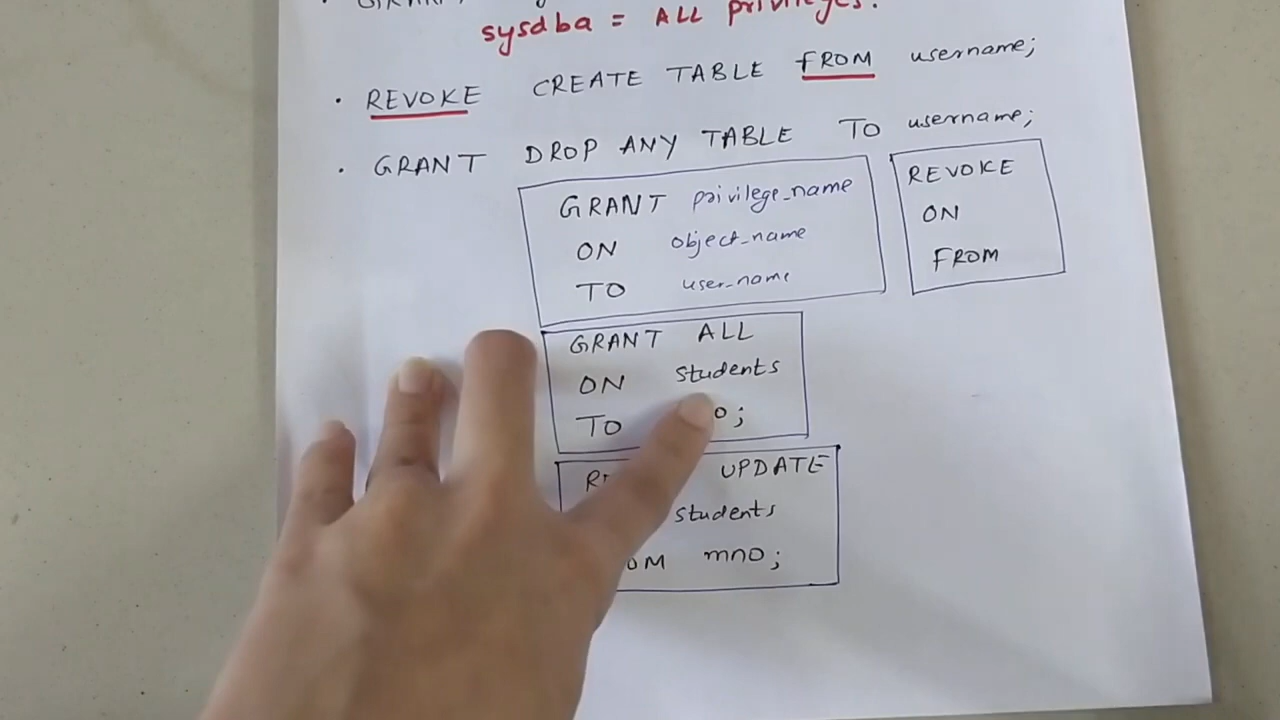 sysdba = ALL privileges.
• REVOKE CREATE TABLE FROM username;
• GRANT DROP ANY TABLE TO username;
GRANT privilege_name
ON object_name
TO user_name
REVOKE
ON
FROM
GRANT ALL
ON students
TO
UPDATE
students
mno;